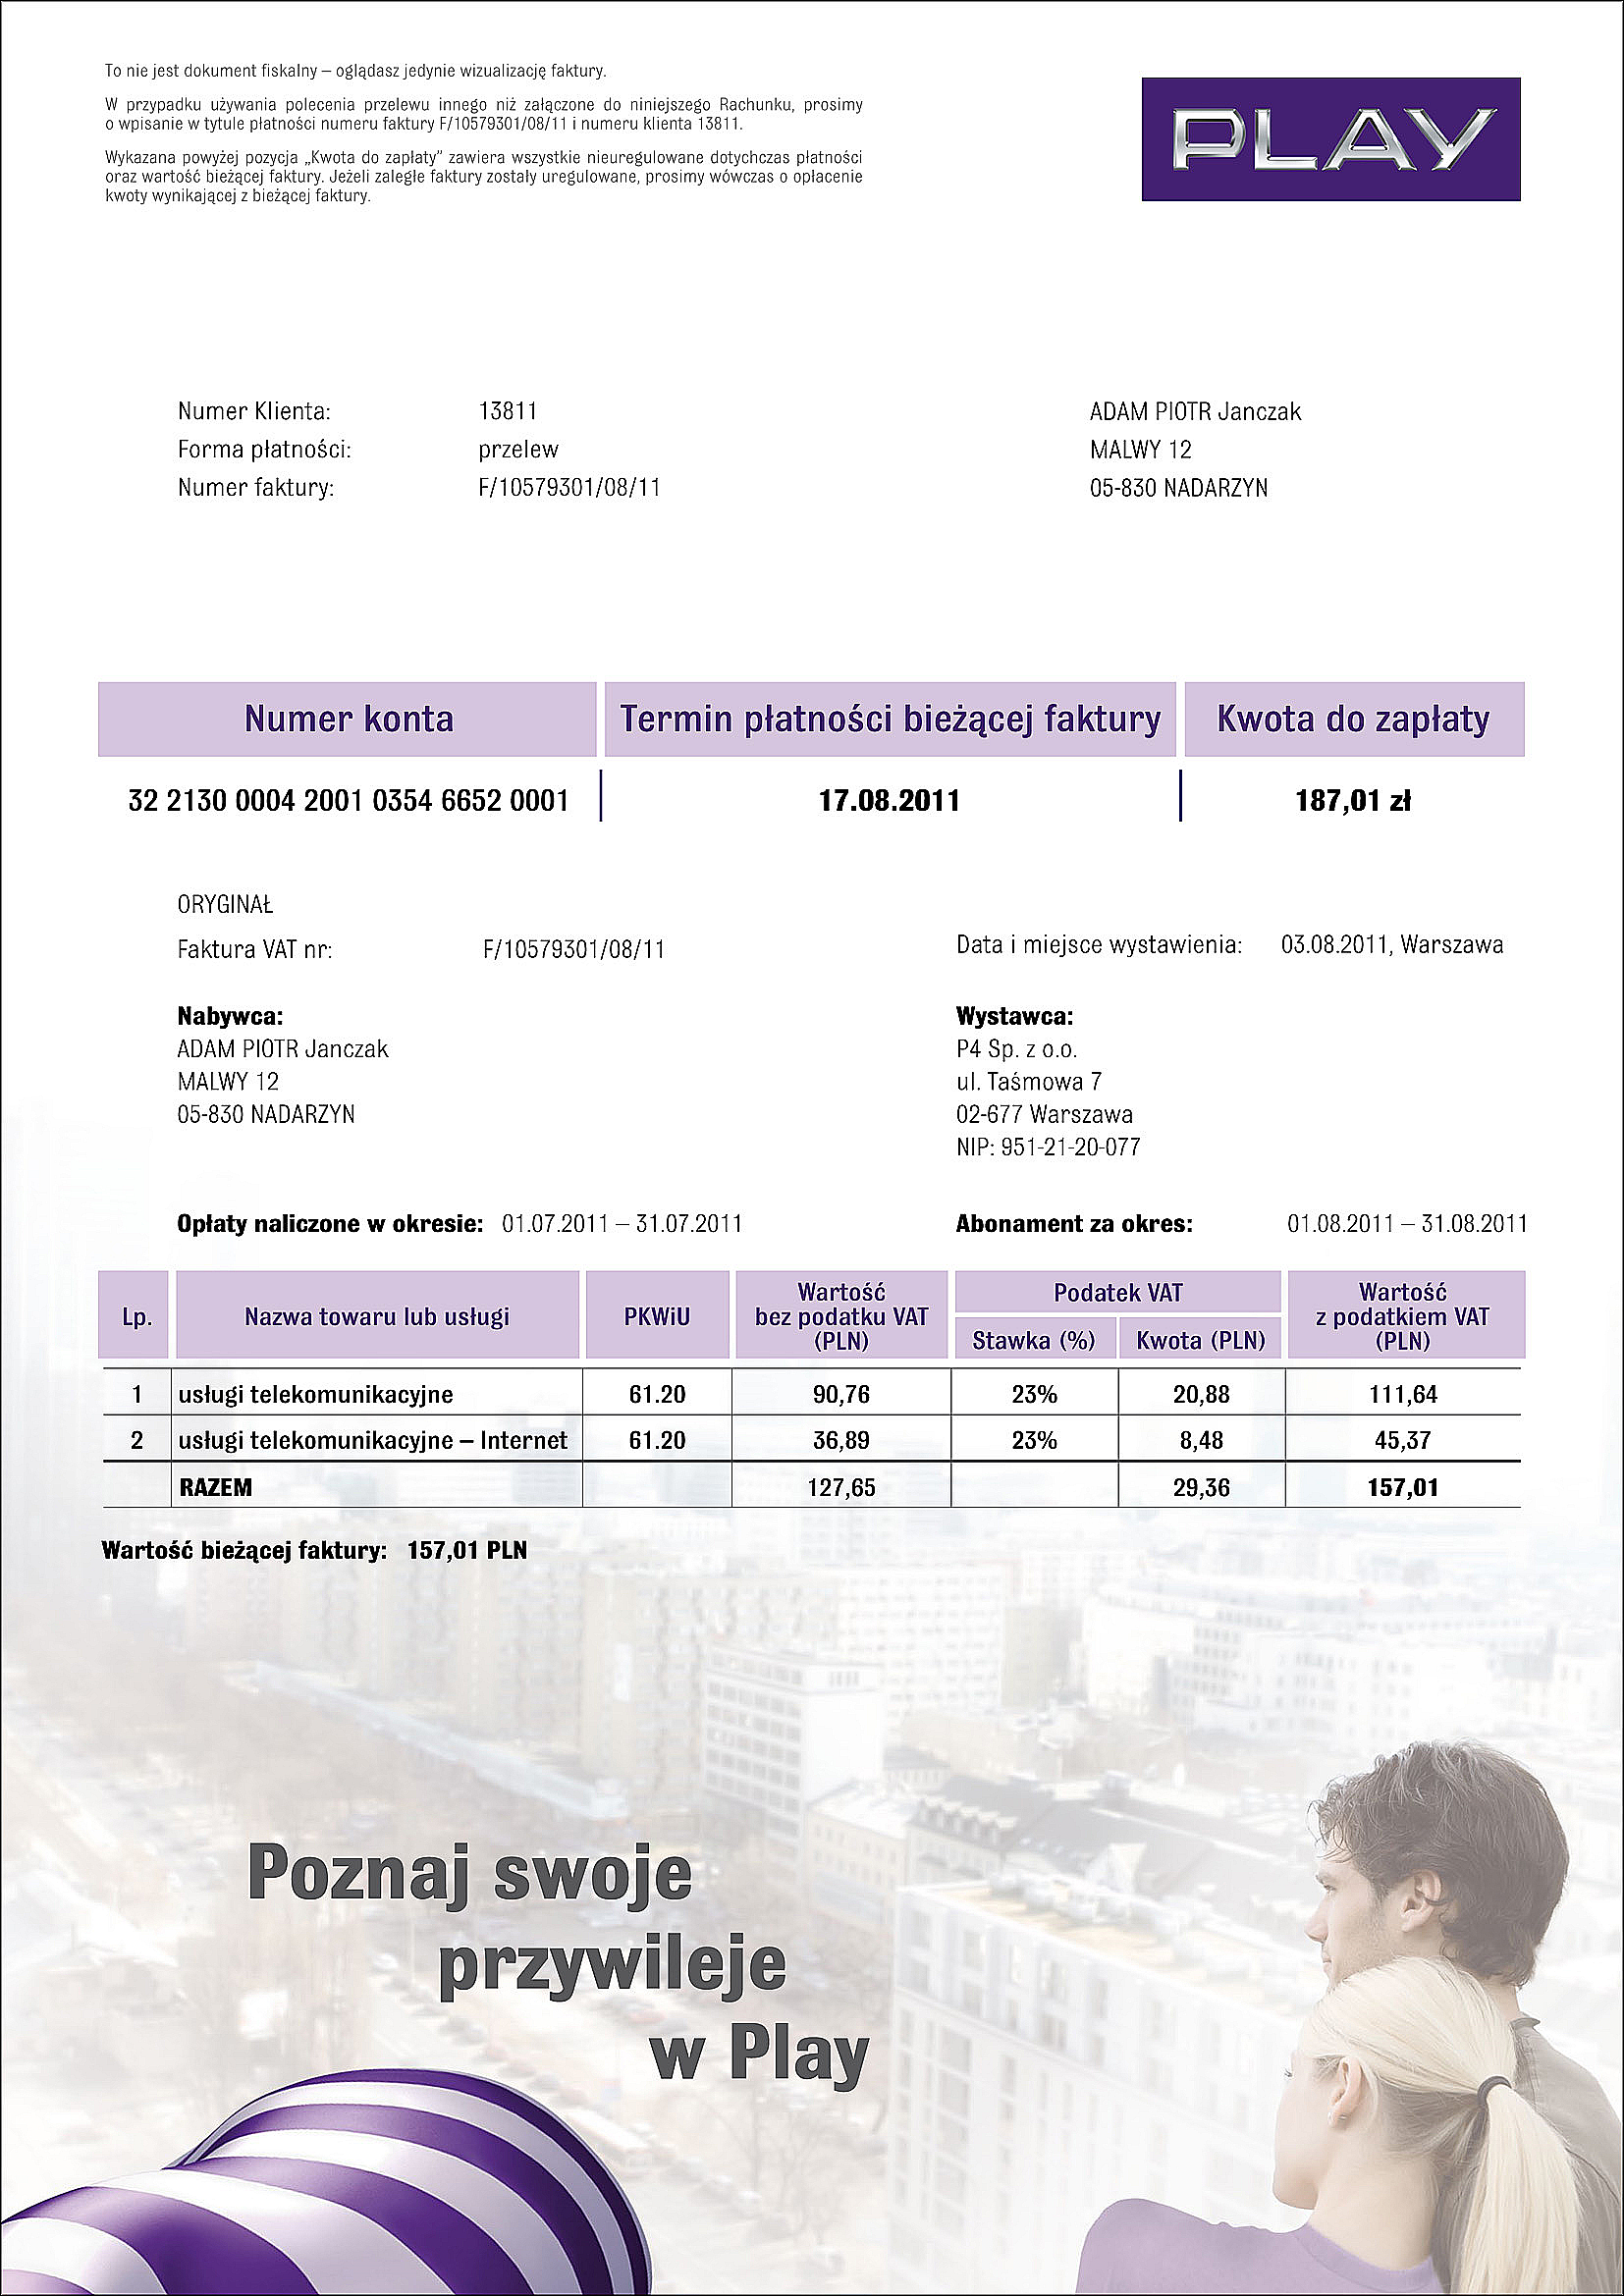 To nie jest dokument fiskalny – oglądasz jedynie wizualizację faktury.
W przypadku używania polecenia przelewu innego niż załączone do niniejszego Rachunku, prosimy
o wpisanie w tytule płatności numeru faktury F/10579301/08/11 i numeru klienta 13811.
Wykazana powyżej pozycja „Kwota do zapłaty” zawiera wszystkie nieuregulowane dotychczas płatności
oraz wartość bieżącej faktury. Jeżeli zaległe faktury zostały uregulowane, prosimy wówczas o opłacenie
kwoty wynikającej z bieżącej faktury.
PLAY
Numer Klienta: 13811
Forma płatności: przelew
Numer faktury: F/10579301/08/11
ADAM PIOTR Janczak
MALWY 12
05-830 NADARZYN
Numer konta Termin płatności bieżącej faktury Kwota do zapłaty
32 2130 0004 2001 0354 6652 0001 17.08.2011 187,01 zł
ORYGINAŁ
Faktura VAT nr: F/10579301/08/11
Data i miejsce wystawienia: 03.08.2011, Warszawa
Nabywca:
ADAM PIOTR Janczak
MALWY 12
05-830 NADARZYN
Wystawca:
P4 Sp. z o.o.
ul. Taśmowa 7
02-677 Warszawa
NIP: 951-21-20-077
Opłaty naliczone w okresie: 01.07.2011 – 31.07.2011
Abonament za okres: 01.08.2011 – 31.08.2011
Lp. Nazwa towaru lub usługi PKWiU Wartość bez podatku VAT (PLN) Podatek VAT Stawka (%) Kwota (PLN) Wartość z podatkiem VAT (PLN)
1 usługi telekomunikacyjne 61.20 90,76 23% 20,88 111,64
2 usługi telekomunikacyjne – Internet 61.20 36,89 23% 8,48 45,37
RAZEM 127,65 29,36 157,01
Wartość bieżącej faktury: 157,01 PLN
Poznaj swoje
przywileje
w Play